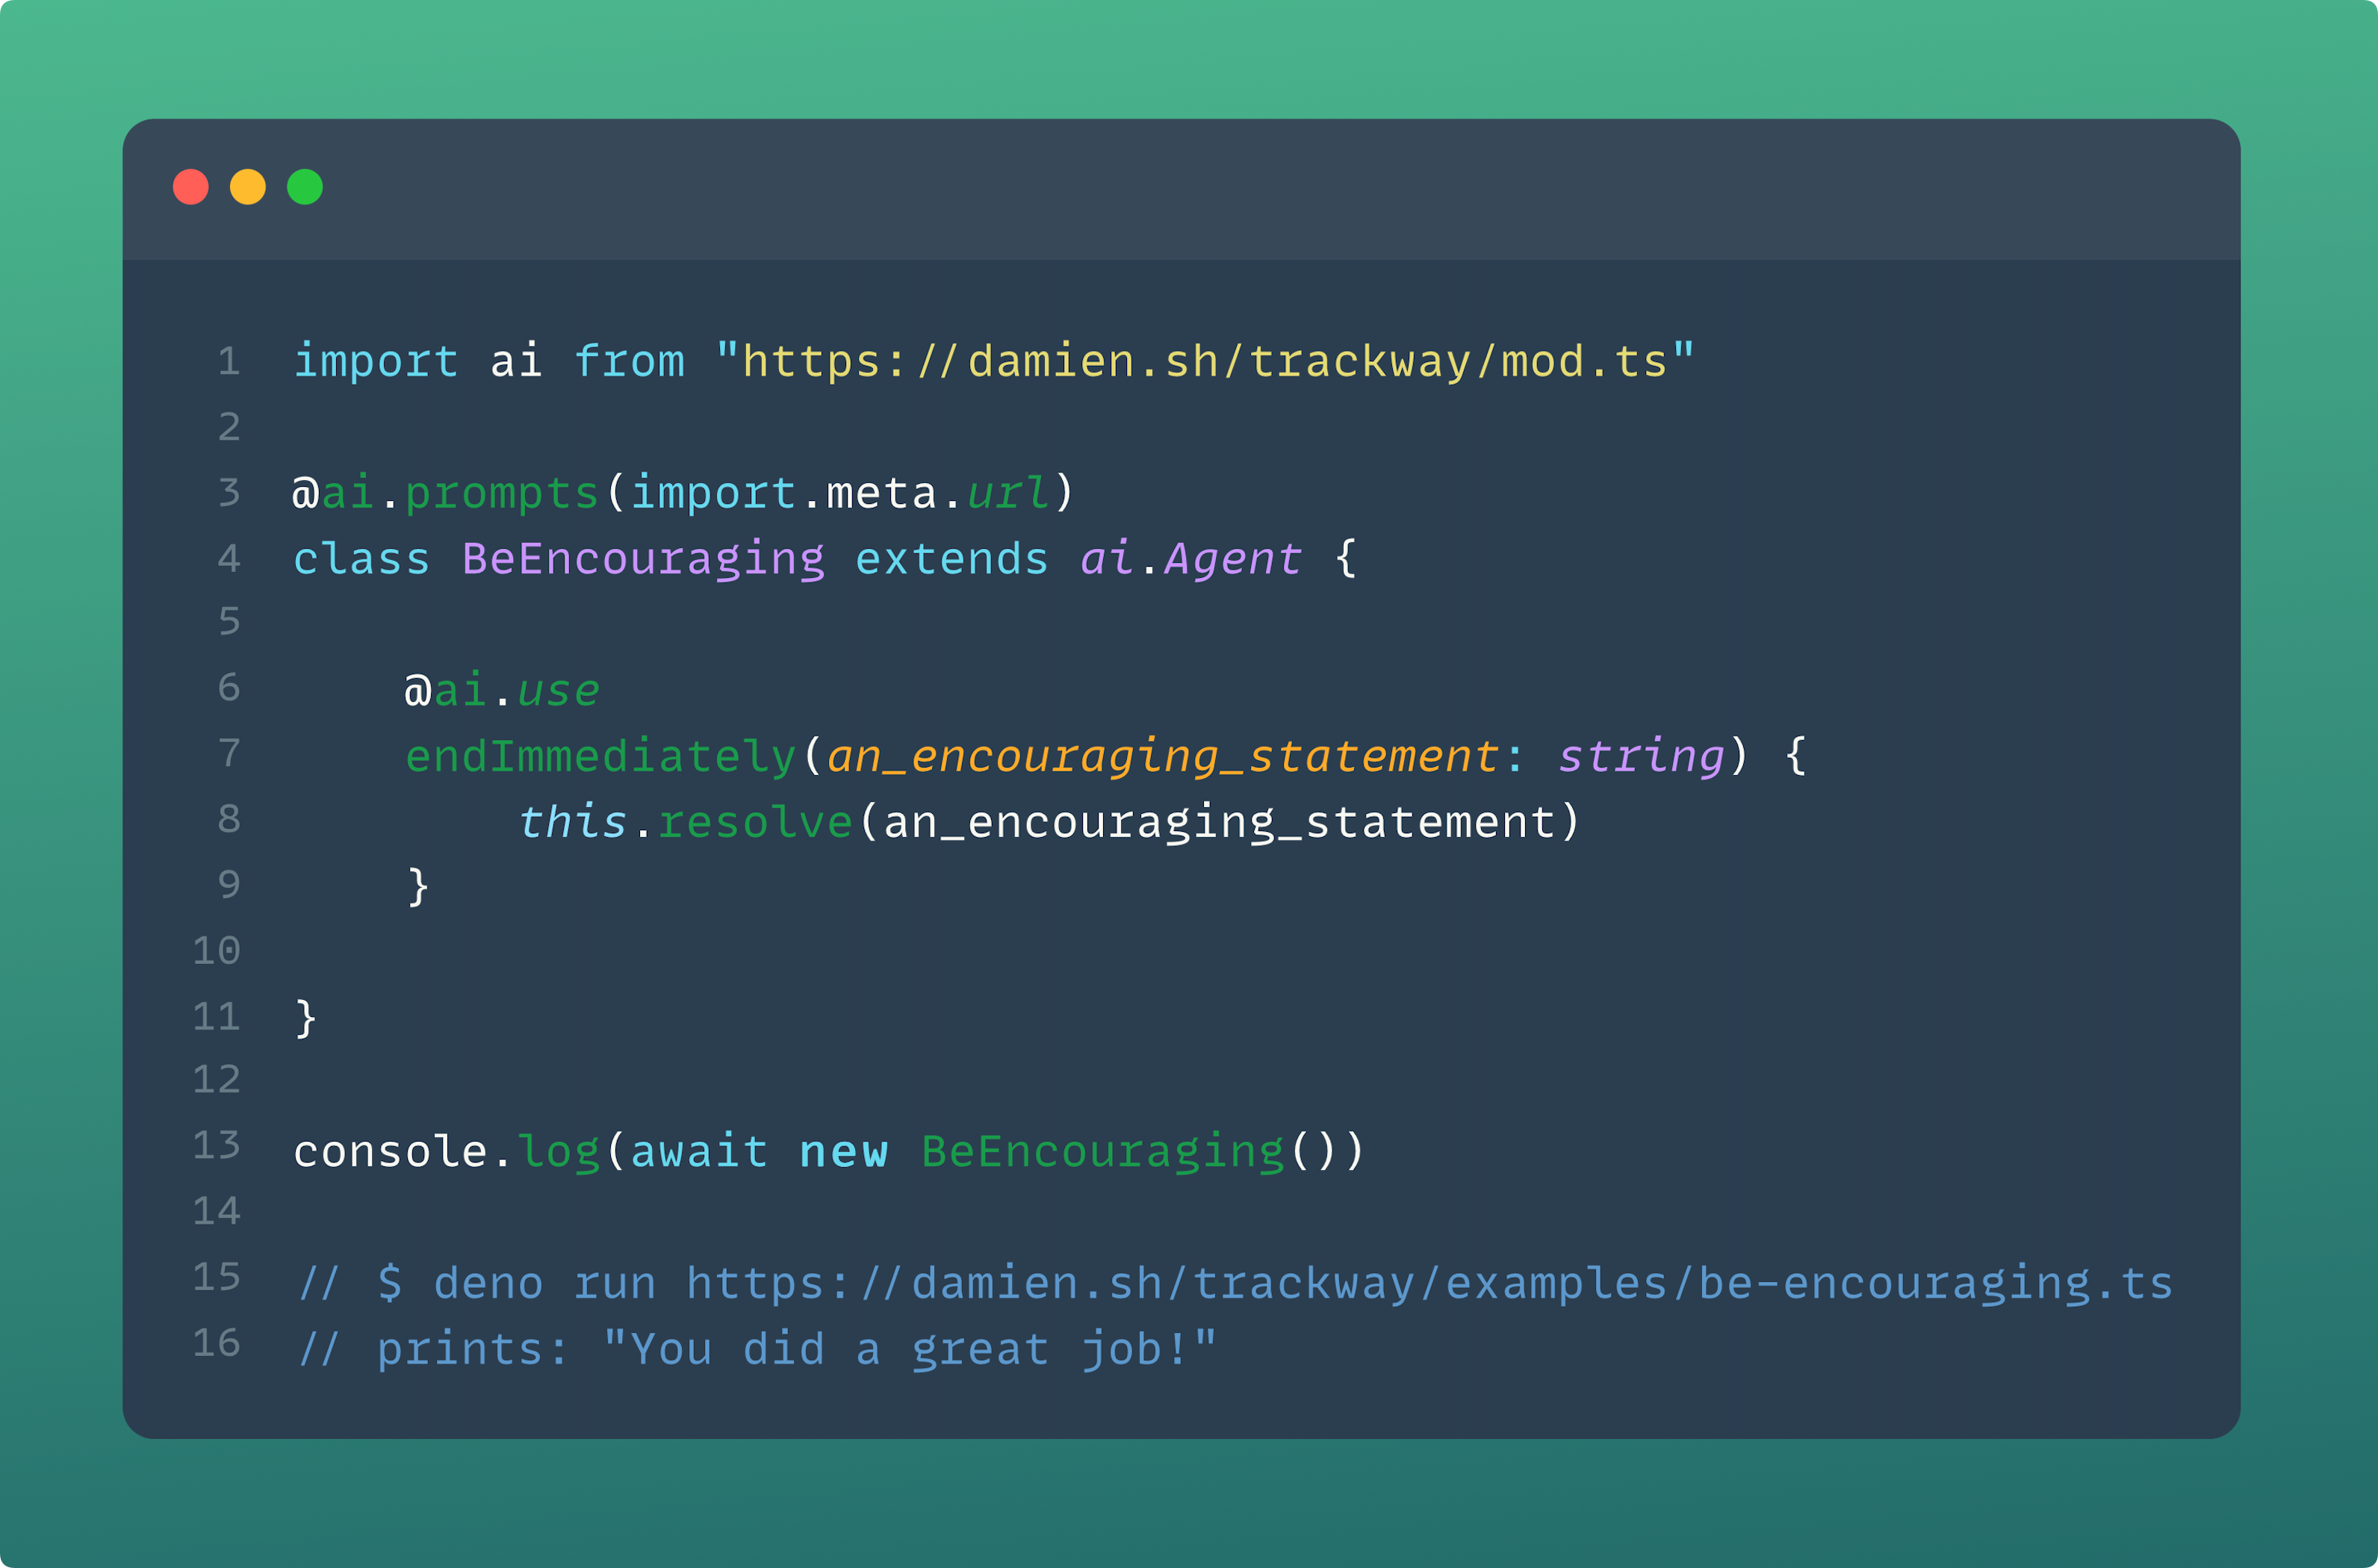 1 import ai from "https://damien.sh/trackway/mod.ts"
2
3 @ai.prompts(import.meta.url)
4 class BeEncouraging extends ai.Agent {
5
6     @ai.use
7     endImmediately(an_encouraging_statement: string) {
8         this.resolve(an_encouraging_statement)
9     }
10
11 }
12
13 console.log(await new BeEncouraging())
14
15 // $ deno run https://damien.sh/trackway/examples/be-encouraging.ts
16 // prints: "You did a great job!"